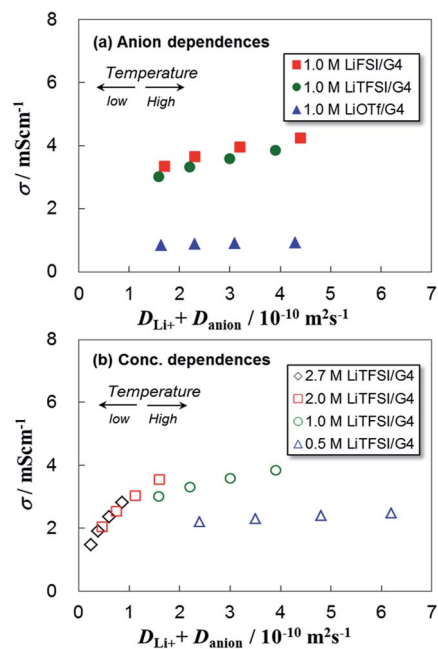 8
(a) Anion dependences
Temperature
low High
1.0 M LiFSI/G4
1.0 M LiTFSI/G4
1.0 M LiOTf/G4
6
4
2
0
σ / mScm-1
0 1 2 3 4 5 6 7
DLi+ + Danion / 10-10 m2s-1
8
(b) Conc. dependences
Temperature
low High
2.7 M LiTFSI/G4
2.0 M LiTFSI/G4
1.0 M LiTFSI/G4
0.5 M LiTFSI/G4
6
4
2
0
σ / mScm-1
0 1 2 3 4 5 6 7
DLi+ + Danion / 10-10 m2s-1